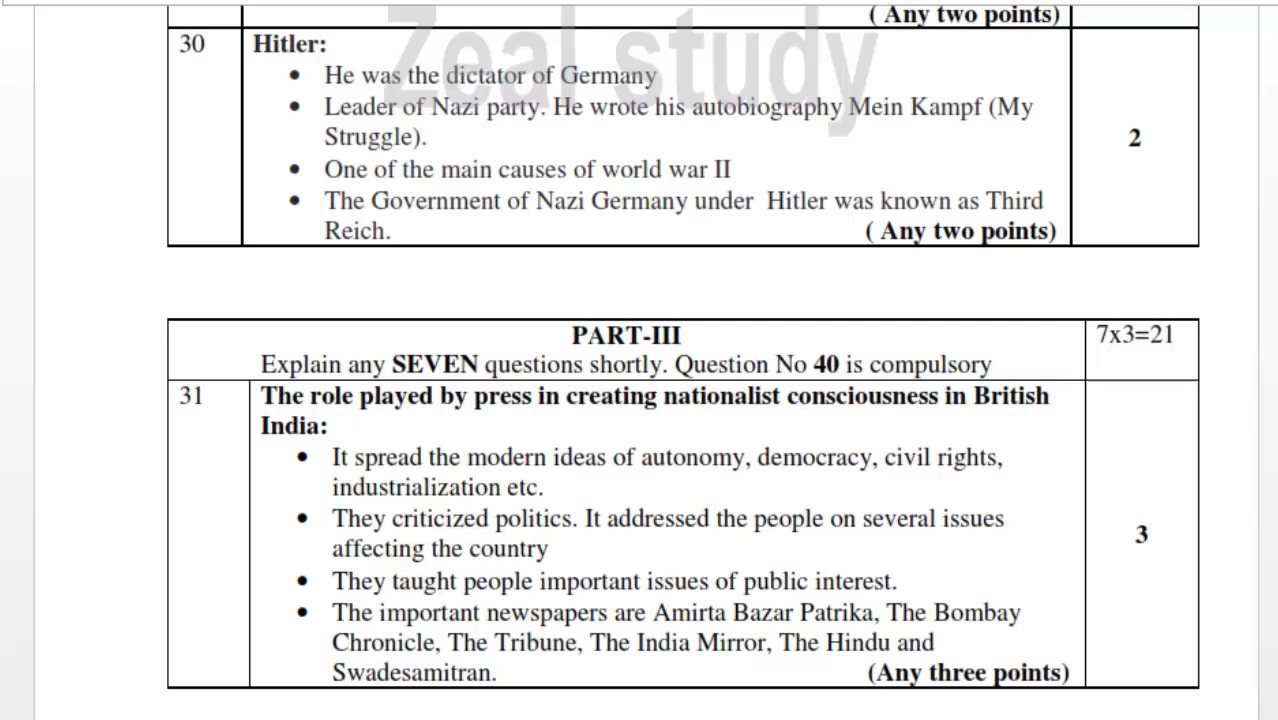 ( Any two points)
Zeal study
30 Hitler:
• He was the dictator of Germany
• Leader of Nazi party. He wrote his autobiography Mein Kampf (My
Struggle).
2
• One of the main causes of world war II
• The Government of Nazi Germany under Hitler was known as Third
Reich. ( Any two points)
PART-III 7x3=21
Explain any SEVEN questions shortly. Question No 40 is compulsory
31 The role played by press in creating nationalist consciousness in British
India:
• It spread the modern ideas of autonomy, democracy, civil rights,
industrialization etc.
• They criticized politics. It addressed the people on several issues
3
affecting the country
• They taught people important issues of public interest.
• The important newspapers are Amirta Bazar Patrika, The Bombay
Chronicle, The Tribune, The India Mirror, The Hindu and
Swadesamitran. (Any three points)